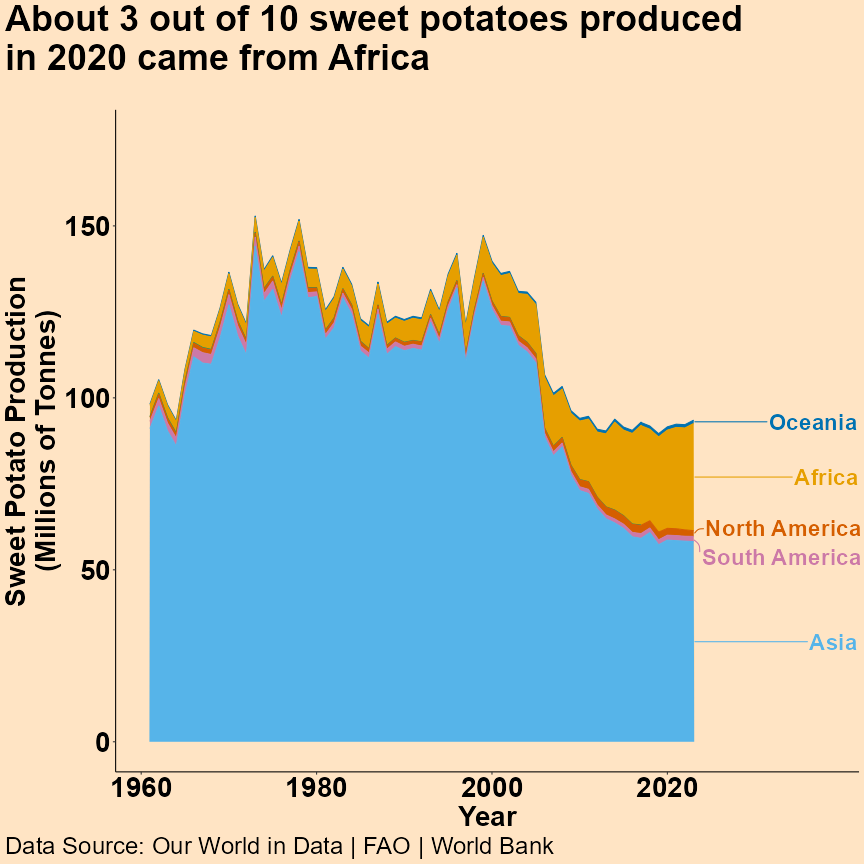 About 3 out of 10 sweet potatoes produced
in 2020 came from Africa
Sweet Potato Production
(Millions of Tonnes)
150
100
50
0
Oceania
Africa
North America
South America
Asia
1960
1980
2000
2020
Year
Data Source: Our World in Data | FAO | World Bank